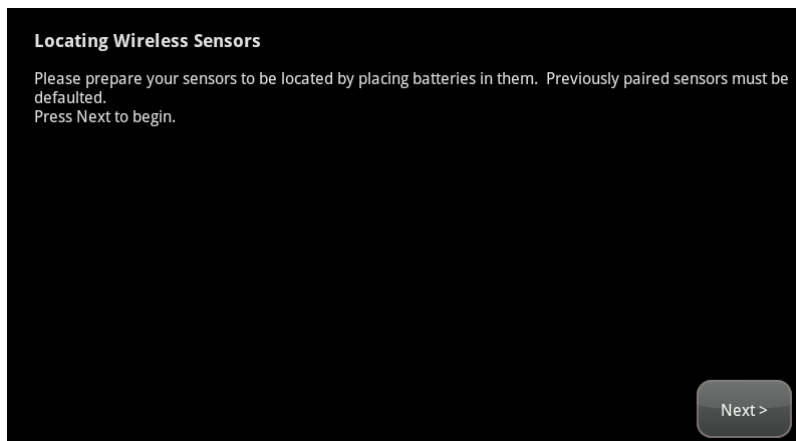 Locating Wireless Sensors
Please prepare your sensors to be located by placing batteries in them.  Previously paired sensors must be
defaulted.
Press Next to begin.
Next >